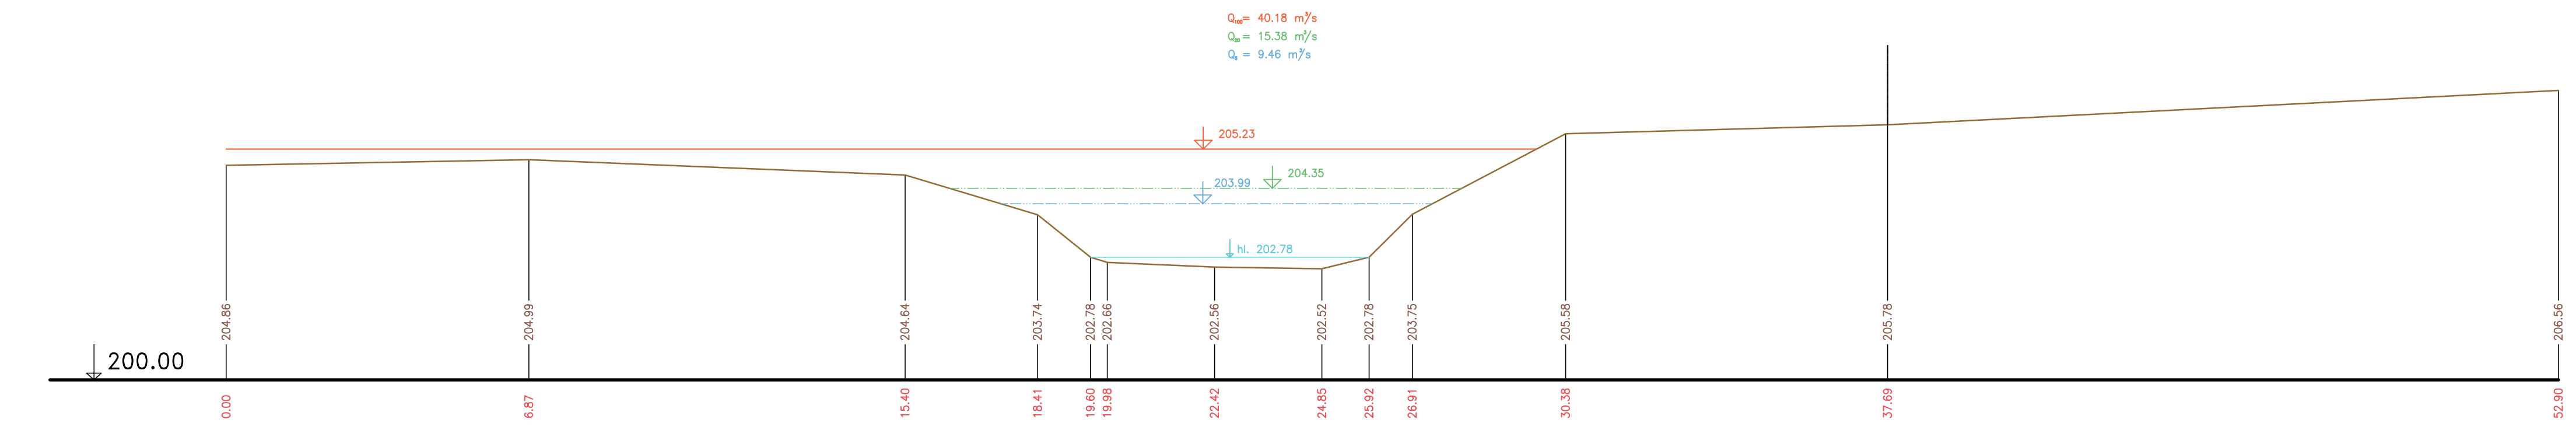 Q₁₀₀= 40.18 m³/s
Q₂₀ = 15.38 m³/s
Q₅ = 9.46 m³/s
205.23
204.35
203.99
hl. 202.78
204.86 204.99 204.64 203.74 202.78 202.66 202.56 202.52 202.78 203.75 205.58 205.78 206.56
200.00
0.00 6.87 15.40 18.41 19.60 19.98 22.42 24.85 25.92 26.91 30.38 37.69 52.90